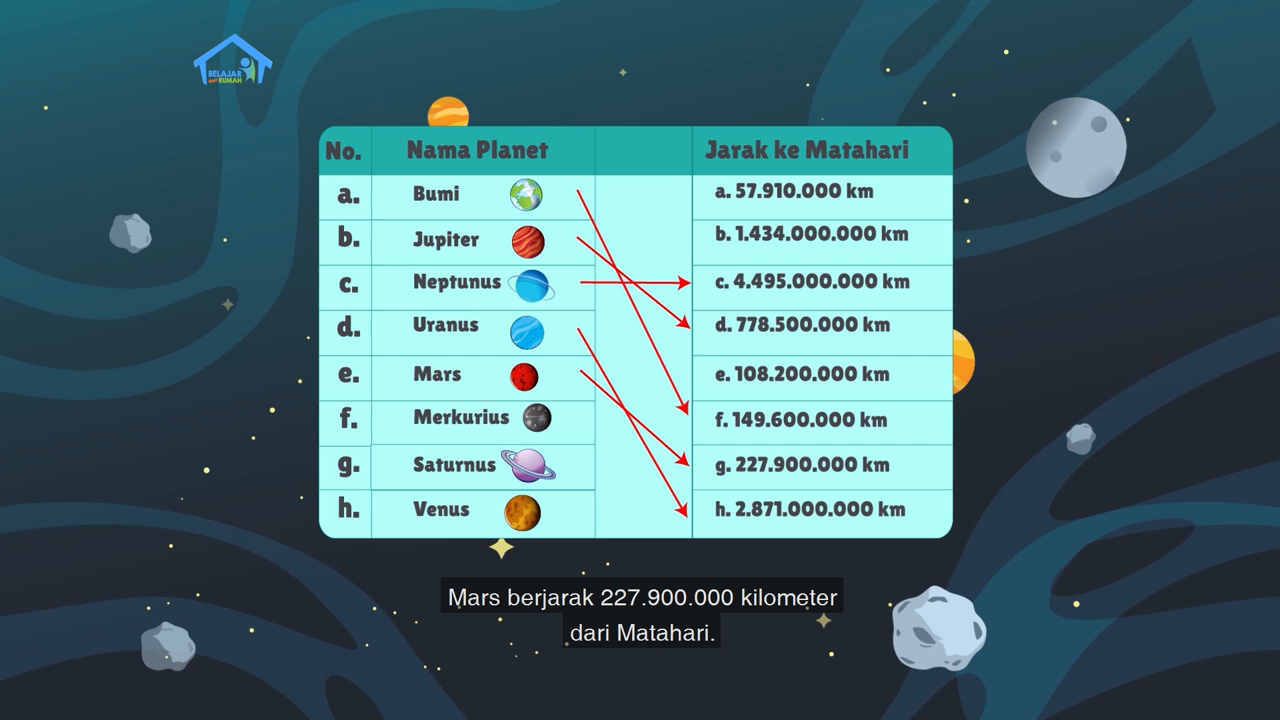 BELAJAR
dari RUMAH
No. Nama Planet Jarak ke Matahari
a. Bumi a. 57.910.000 km
b. Jupiter b. 1.434.000.000 km
c. Neptunus c. 4.495.000.000 km
d. Uranus d. 778.500.000 km
e. Mars e. 108.200.000 km
f. Merkurius f. 149.600.000 km
g. Saturnus g. 227.900.000 km
h. Venus h. 2.871.000.000 km
Mars berjarak 227.900.000 kilometer
dari Matahari.